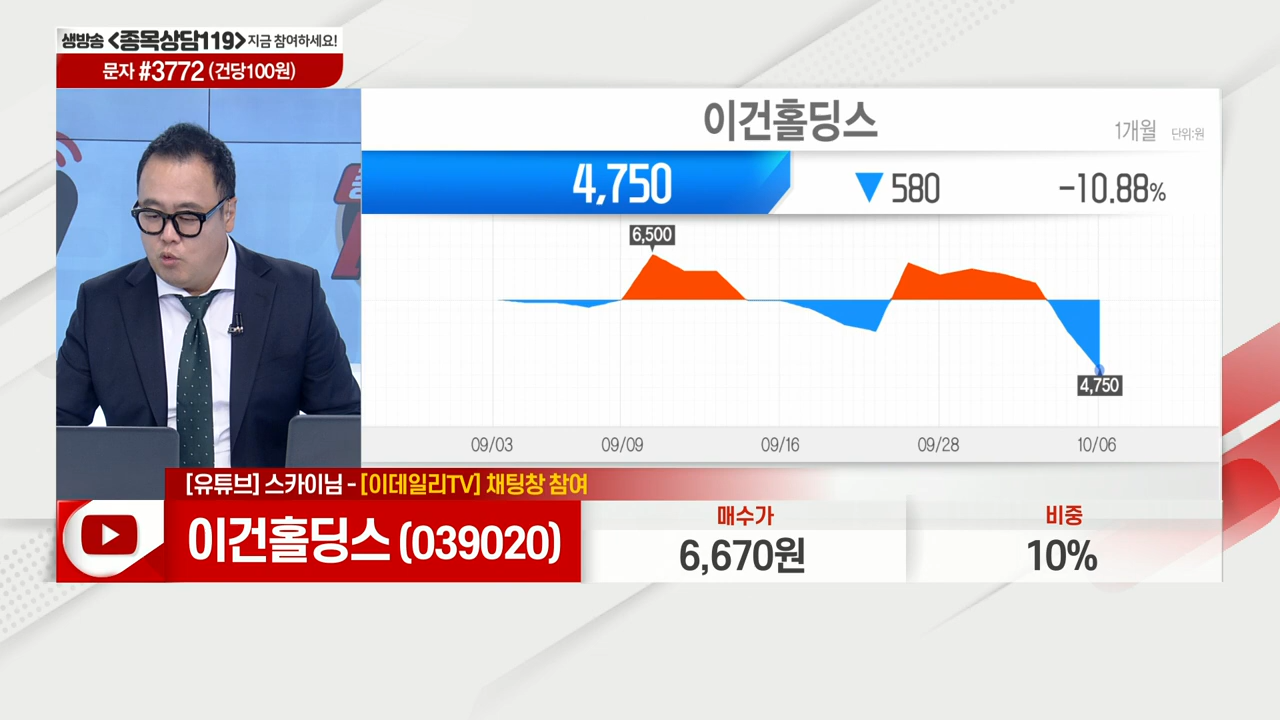 생방송 <종목상담119> 지금 참여하세요!
문자 #3772 (건당100원)
이건홀딩스
1개월 단위:원
4,750 ▼580 -10.88%
6,500
4,750
09/03 09/09 09/16 09/28 10/06
[유튜브] 스카이님 - [이데일리TV] 채팅창 참여
이건홀딩스 (039020)
매수가
6,670원
비중
10%